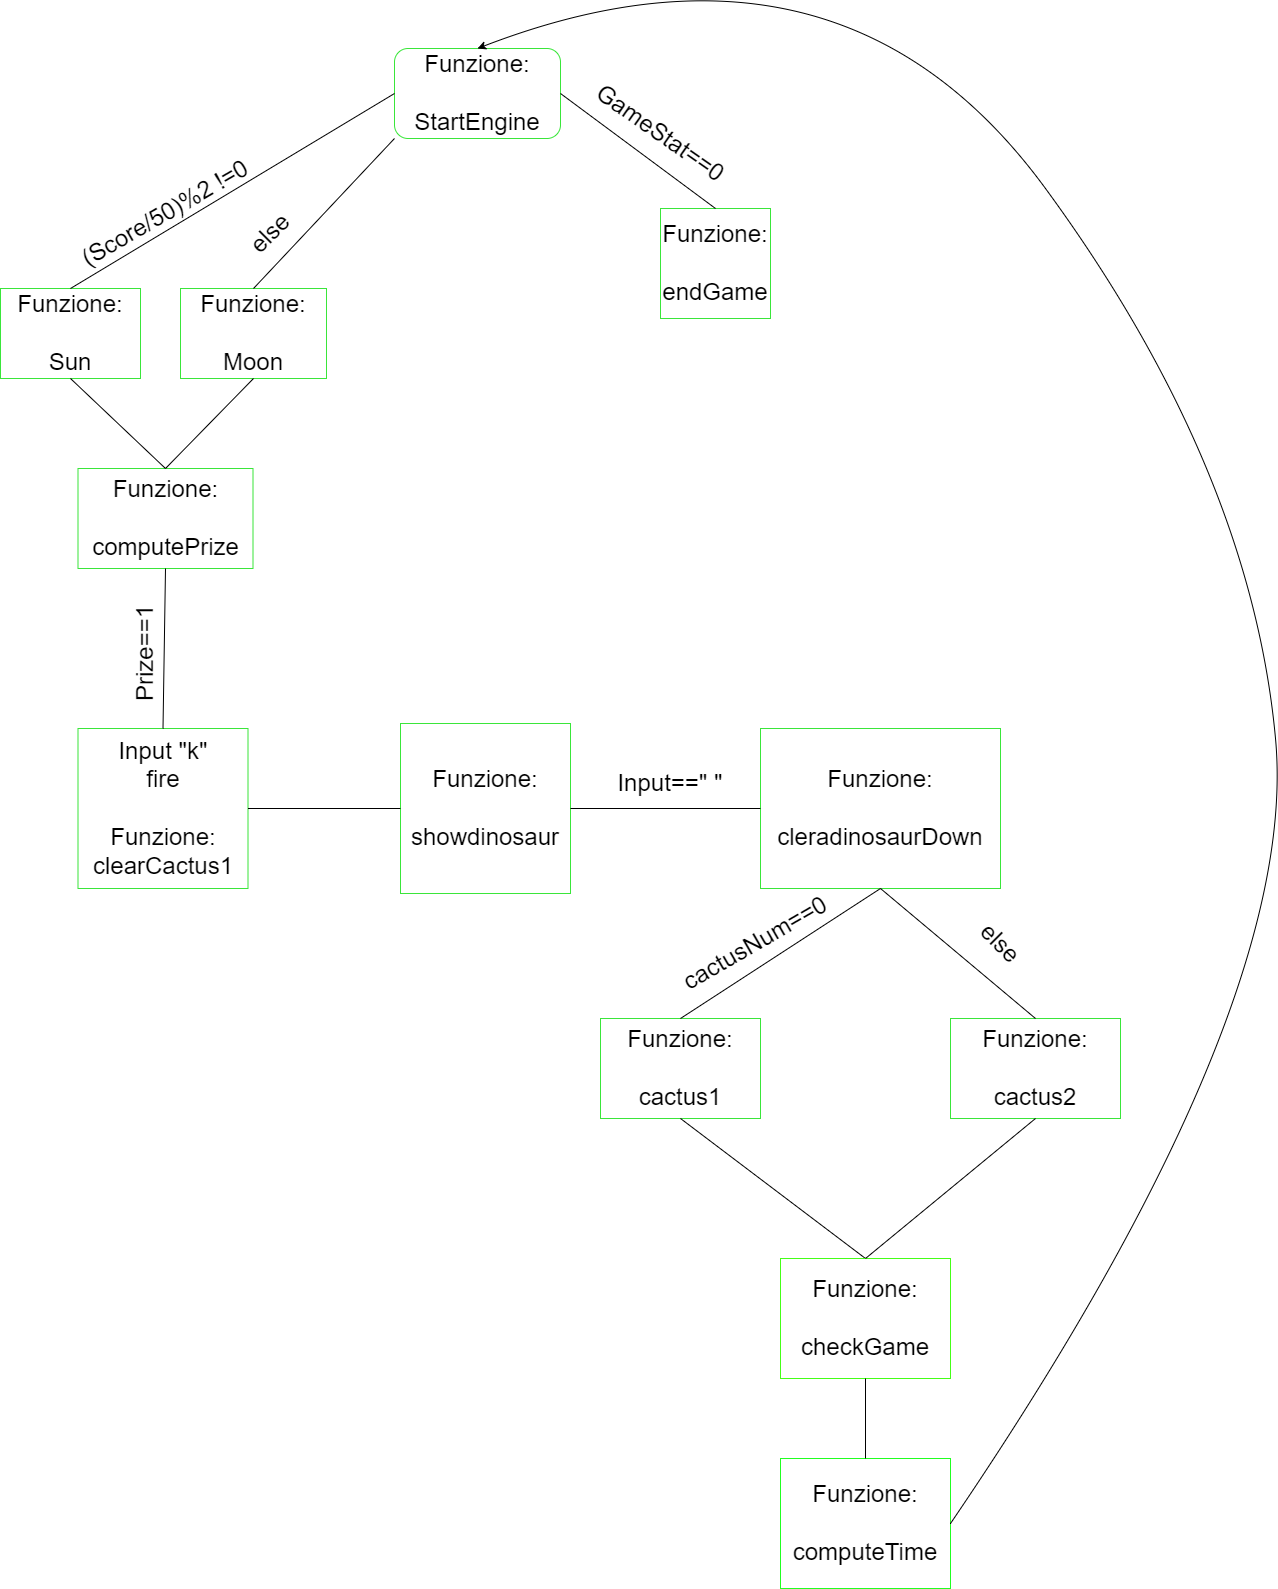 Funzione:
StartEngine
GameStat==0
(Score/50)%2 !=0
else
Funzione:
endGame
Funzione:
Sun
Funzione:
Moon
Funzione:
computePrize
Prize==1
Input "k"
fire
Funzione:
clearCactus1
Funzione:
showdinosaur
Input==" "
Funzione:
cleradinosaurDown
cactusNum==0
else
Funzione:
cactus1
Funzione:
cactus2
Funzione:
checkGame
Funzione:
computeTime